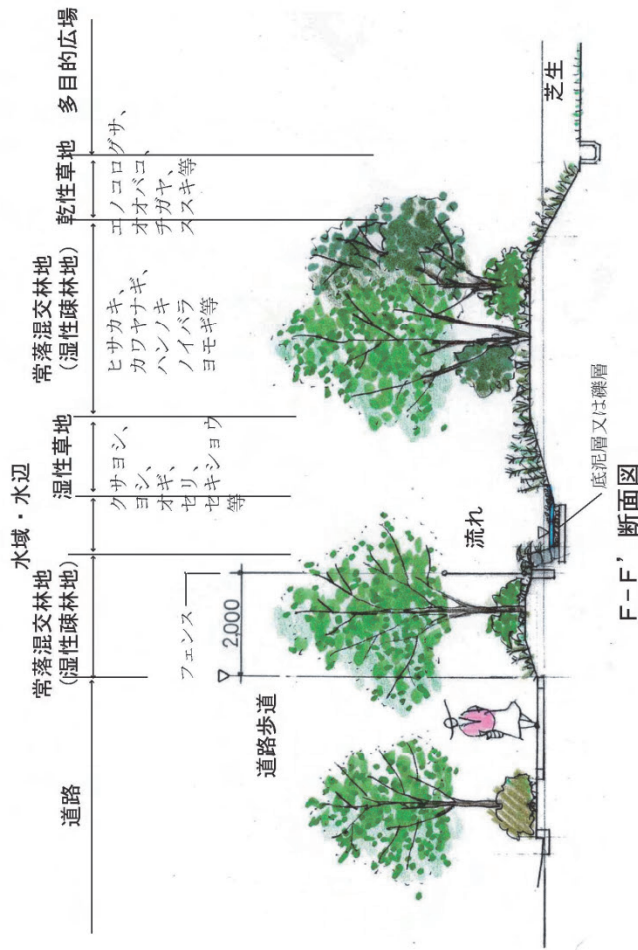 水域・水辺
道路
常落混交林地
(湿性疎林地)
湿性草地
常落混交林地
(湿性疎林地)
乾性草地
多目的広場
クサヨシ、
ヨシ、
オギ、
セリ、
セキショウ
等
ヒサカキ、
カワヤナギ、
ハンノキ
ノイバラ
ヨモギ等
エノコログサ、
オオバコ、
チガヤ、
ススキ等
フェンス
2,000
道路歩道
流れ
芝生
底泥層又は礫層
F-F’断面図